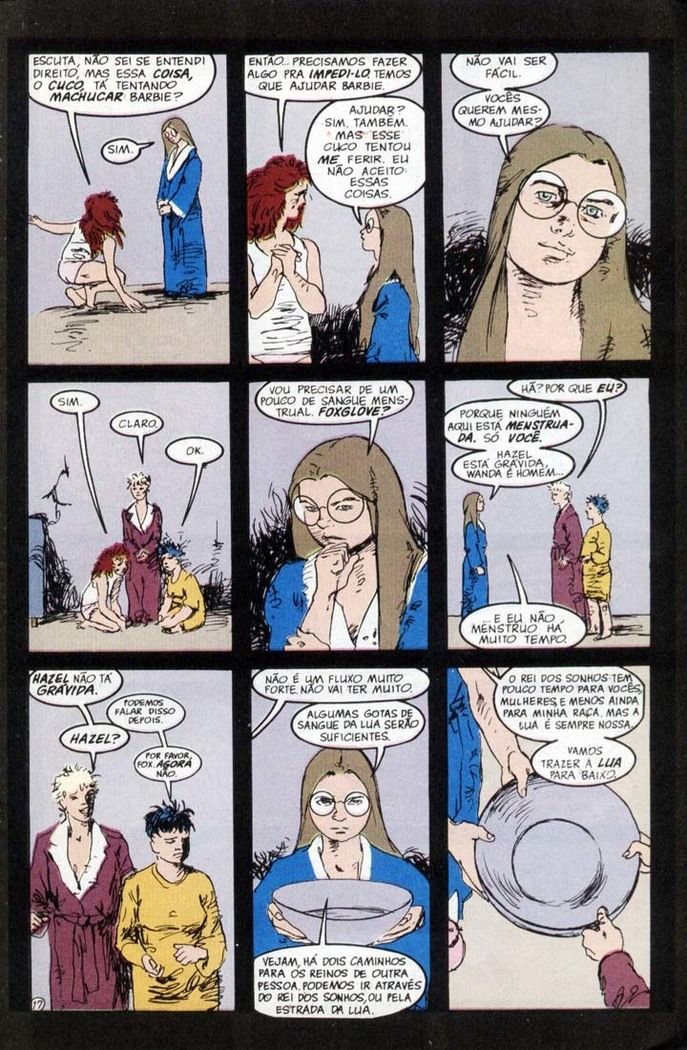 ESCUTA, NÃO SEI SE ENTENDI
DIREITO, MAS ESSA COISA,
O CUCO, TÁ TENTANDO
MACHUCAR BARBIE?
SIM.
ENTÃO... PRECISAMOS FAZER
ALGO PRA IMPEDI-LO. TEMOS
QUE AJUDAR BARBIE.
AJUDAR?
SIM, TAMBÉM.
MAS ESSE
CUCO TENTOU
ME FERIR. EU
NÃO ACEITO
ESSAS
COISAS.
NÃO VAI SER
FÁCIL.
VOCÊS
QUEREM MES-
MO AJUDAR?
SIM.
CLARO.
OK.
VOU PRECISAR DE UM
POUCO DE SANGUE MENS-
TRUAL. FOXGLOVE?
HÃ? POR QUE EU?
PORQUE NINGUÉM
AQUI ESTÁ MENSTRUA-
DA. SÓ VOCÊ.
HAZEL
ESTÁ GRÁVIDA,
WANDA É HOMEM...
...E EU NÃO
MENSTRUO HÁ
MUITO TEMPO.
HAZEL NÃO TÁ
GRÁVIDA.
HAZEL?
PODEMOS
FALAR DISSO
DEPOIS.
POR FAVOR,
FOX. AGORA
NÃO.
NÃO É UM FLUXO MUITO
FORTE. NÃO VAI TER MUITO.
ALGUMAS GOTAS DE
SANGUE DA LUA SERÃO
SUFICIENTES.
VEJAM, HÁ DOIS CAMINHOS
PARA OS REINOS DE OUTRA
PESSOA. PODEMOS IR ATRAVÉS
DO REI DOS SONHOS, OU PELA
ESTRADA DA LUA.
O REI DOS SONHOS TEM
POUCO TEMPO PARA VOCÊS,
MULHERES, E MENOS AINDA
PARA MINHA RAÇA. MAS A
LUA É SEMPRE NOSSA.
VAMOS
TRAZER A LUA
PARA BAIXO.
17